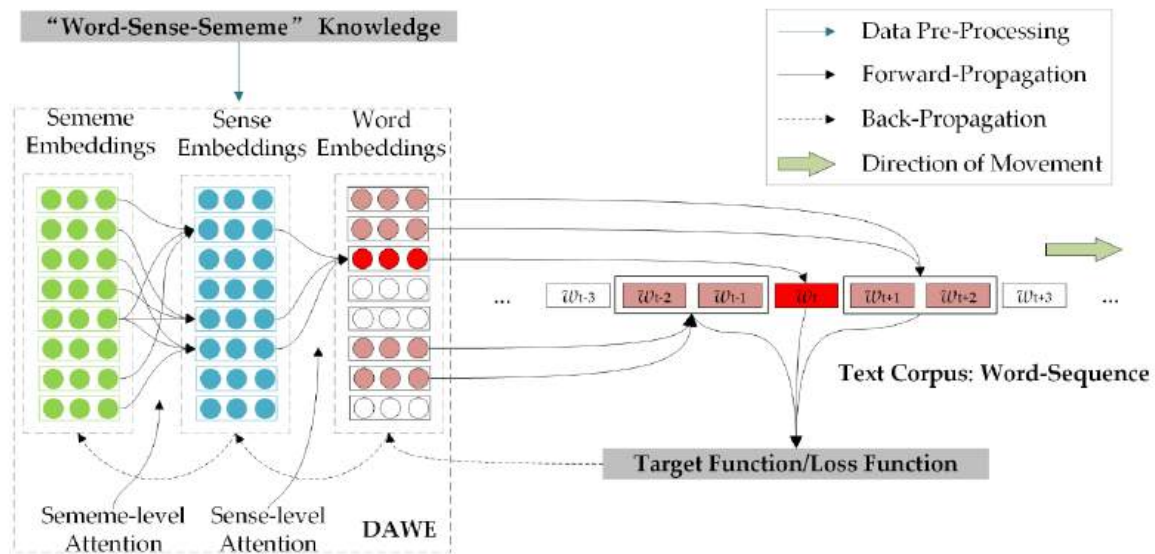 “Word-Sense-Sememe” Knowledge
Data Pre-Processing
Forward-Propagation
Back-Propagation
Direction of Movement
Sememe
Embeddings
Sense
Embeddings
Word
Embeddings
... wt-3 wt-2 wt-1 wt wt+1 wt+2 wt+3 ...
Text Corpus: Word-Sequence
Target Function/Loss Function
Sememe-level
Attention
Sense-level
Attention
DAWE